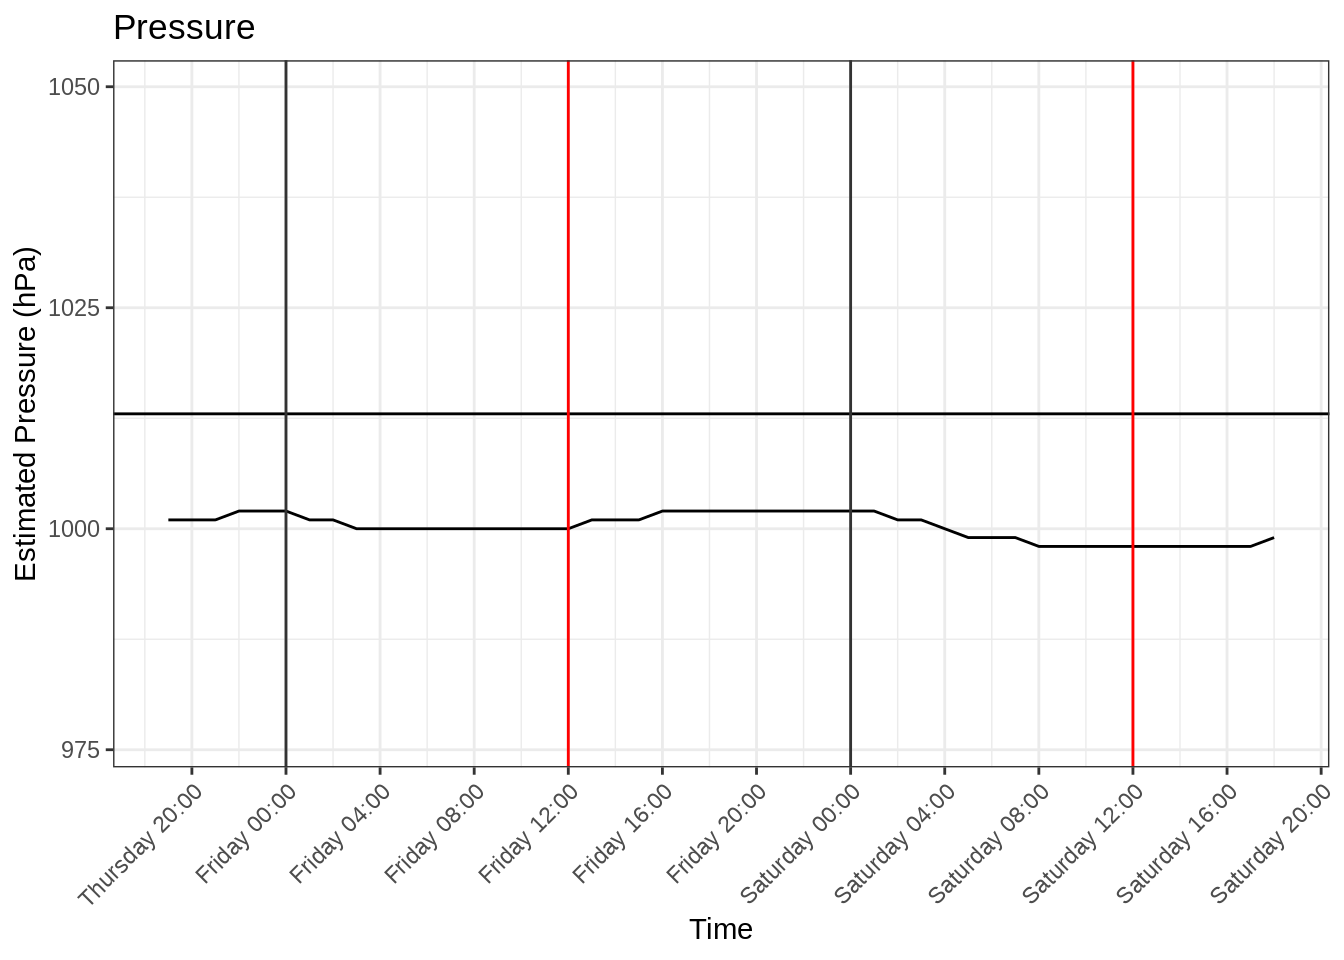 Pressure
Estimated Pressure (hPa)
1050
1025
1000
975
Thursday 20:00
Friday 00:00
Friday 04:00
Friday 08:00
Friday 12:00
Friday 16:00
Friday 20:00
Saturday 00:00
Saturday 04:00
Saturday 08:00
Saturday 12:00
Saturday 16:00
Saturday 20:00
Time